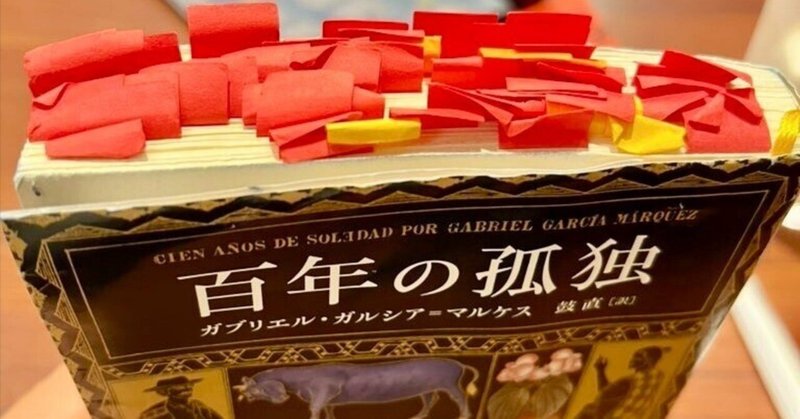 CIEN AÑOS DE SOLEDAD POR GABRIEL GARCÍA MÁRQUEZ
百年の孤独
ガブリエル・ガルシア=マルケス 鼓直[訳]